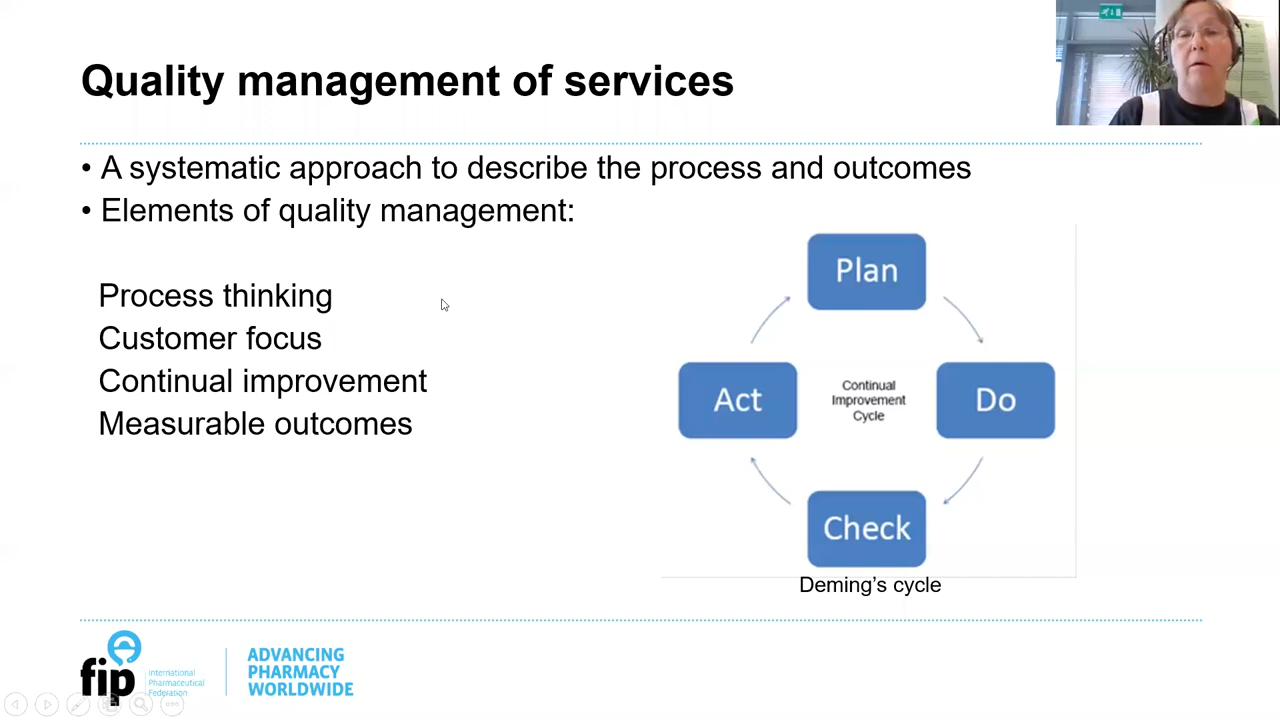 Quality management of services
• A systematic approach to describe the process and outcomes
• Elements of quality management:
Process thinking
Customer focus
Continual improvement
Measurable outcomes
Plan
Do
Check
Act
Continual
Improvement
Cycle
Deming's cycle
fip
International
Pharmaceutical
Federation
ADVANCING
PHARMACY
WORLDWIDE